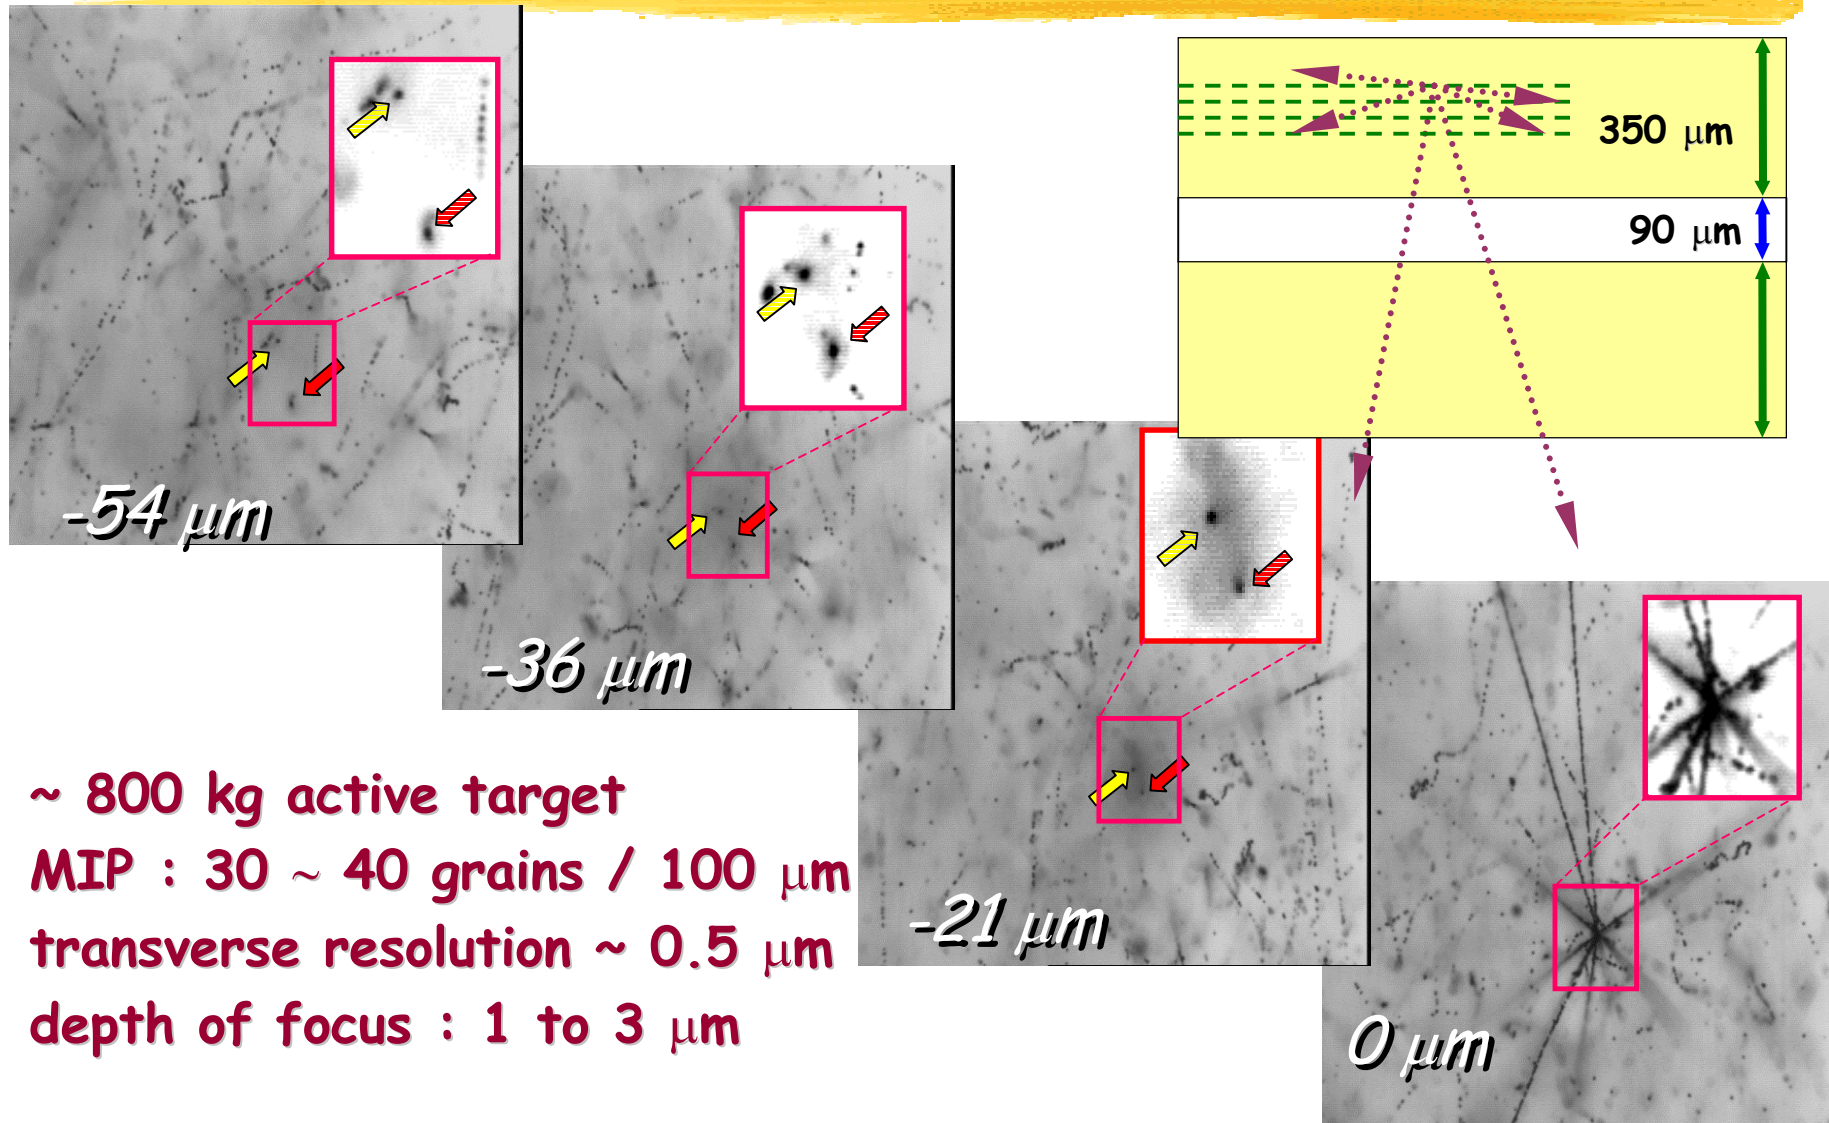 350 μm
90 μm
-54 μm
-36 μm
-21 μm
0 μm
~ 800 kg active target
MIP : 30 ~ 40 grains / 100 μm
transverse resolution ~ 0.5 μm
depth of focus : 1 to 3 μm